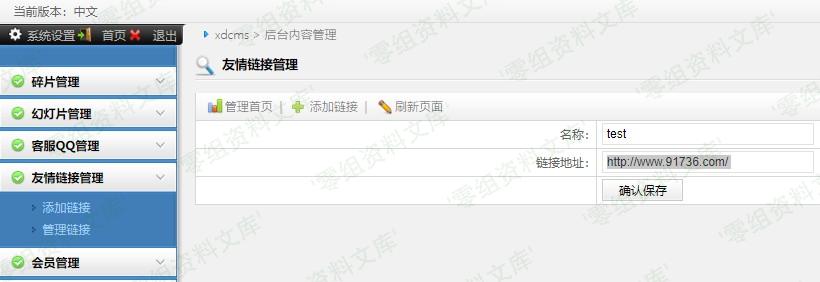 当前版本：中文
系统设置 首页 退出
xdcms > 后台内容管理
碎片管理
友情链接管理
幻灯片管理
管理首页 | 添加链接 | 刷新页面
客服QQ管理
名称： test
友情链接管理
链接地址： http://www.91736.com/
确认保存
添加链接
管理链接
会员管理
'零组资料文库'